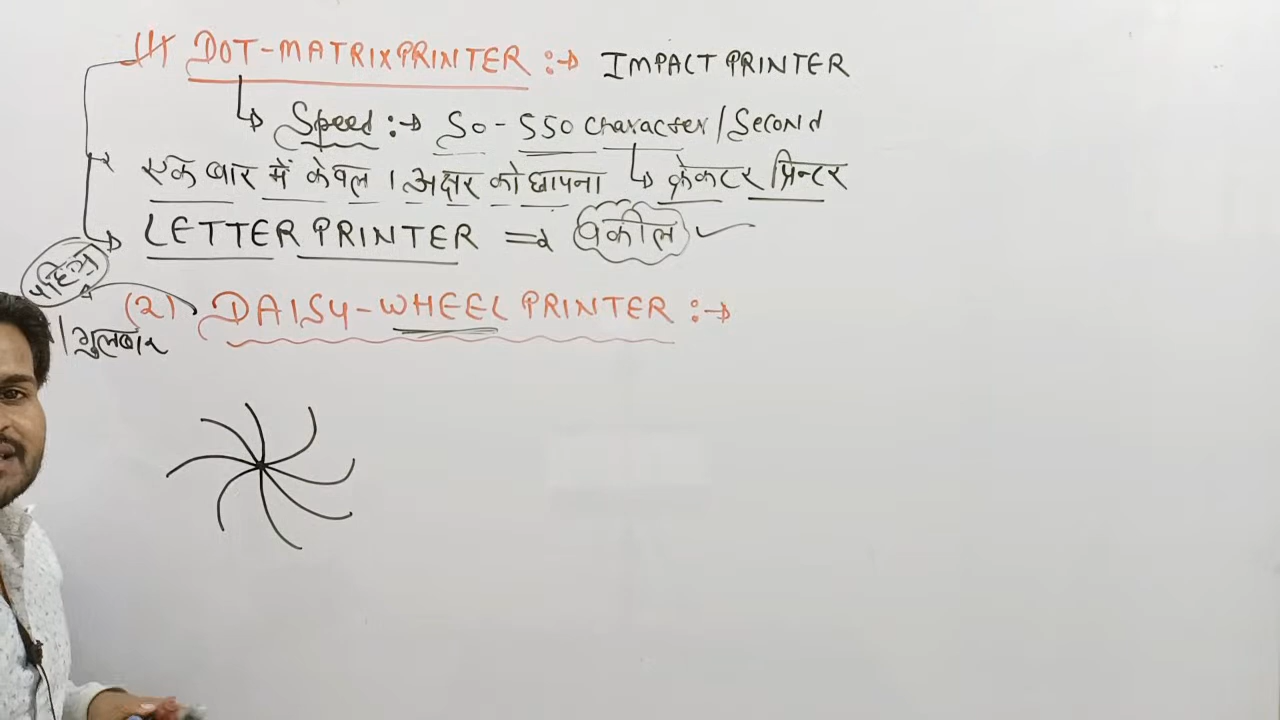 (1) DOT-MATRIX PRINTER :→ IMPACT PRINTER
↳ Speed :→ 50 - 550 character/Second
एक बार में केवल 1 अक्षर को छापना ↳ क्रेक्टर प्रिन्टर
LETTER PRINTER ⇒ वकील ✓
पहिया
(2) DAISY-WHEEL PRINTER :→
/गुलबहार